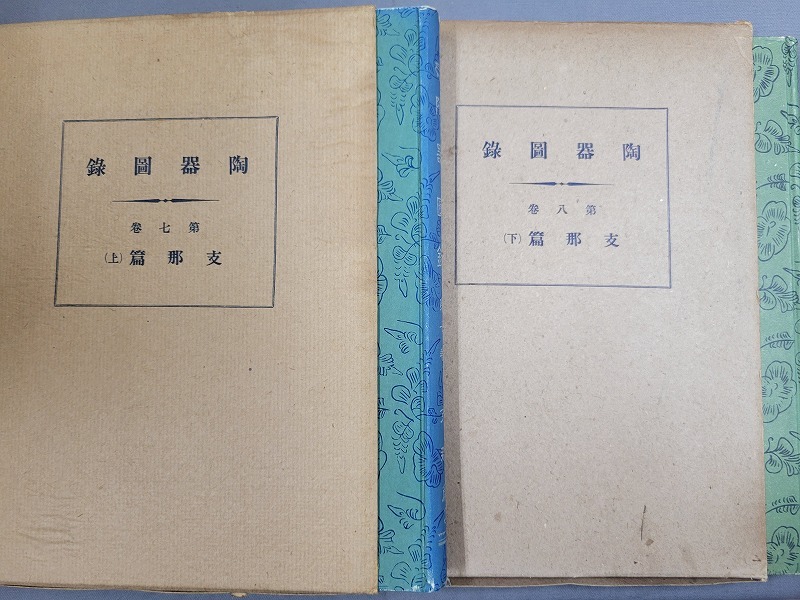 陶器圖錄
第七卷
支那篇(上)
陶器圖錄
第八卷
支那篇(下)